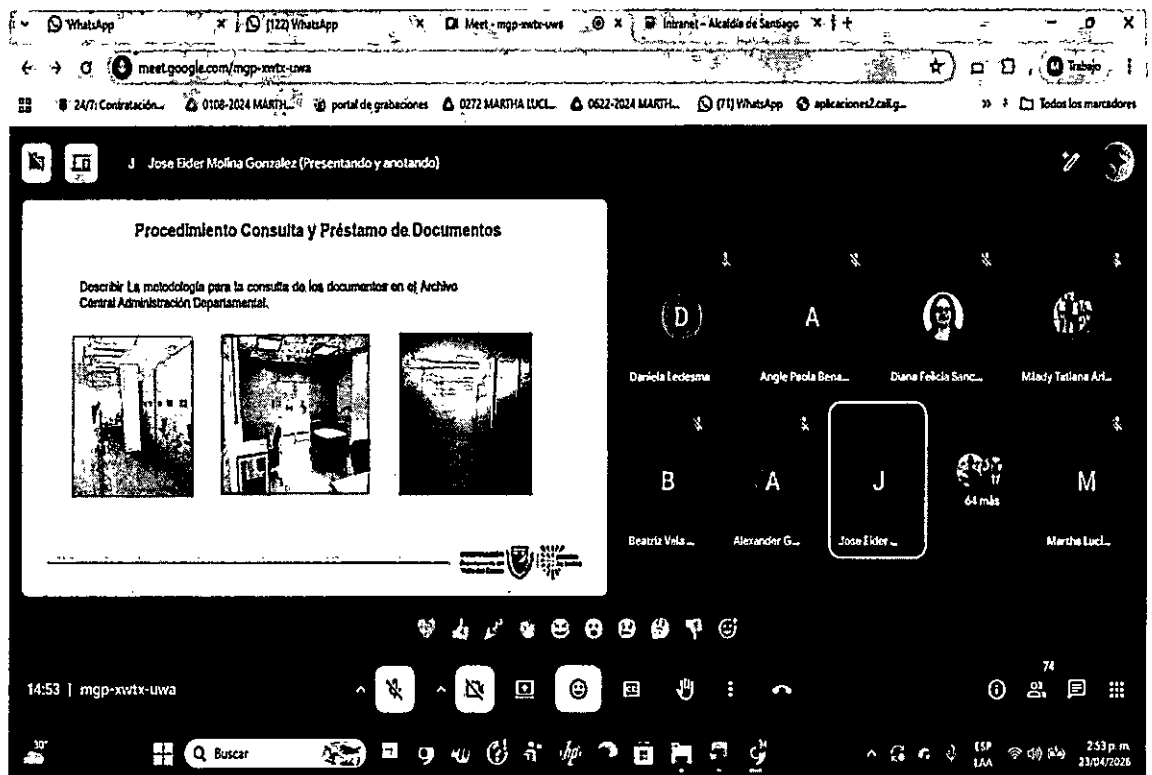 WhatsApp
(122) WhatsApp
Meet - mgp-xwtx-uwa
Intranet - Alcaldía de Santiago
meet.google.com/mgp-xwtx-uwa
Trabajo
24/7: Contratación...
0108-2024 MARTH...
portal de grabaciones
0272 MARTHA LUCI...
0622-2024 MARTH...
(71) WhatsApp
aplicaciones2.cali.g...
Todos los marcadores
J Jose Eider Molina Gonzalez (Presentando y anotando)
Procedimiento Consulta y Préstamo de Documentos
Describir La metodología para la consulta de los documentos en el Archivo
Central Administración Departamental.
D
A
Daniela Ledesma
Angie Paola Bena...
Diana Felicia Sanc...
Milady Tatiana Ari...
B
A
J
64 más
M
Beatriz Vela...
Alexander G...
Jose Eider ...
Martha Luci...
14:53 | mgp-xwtx-uwa
74
30°
Buscar
ESP
LAA
2:53 p. m.
23/04/2026